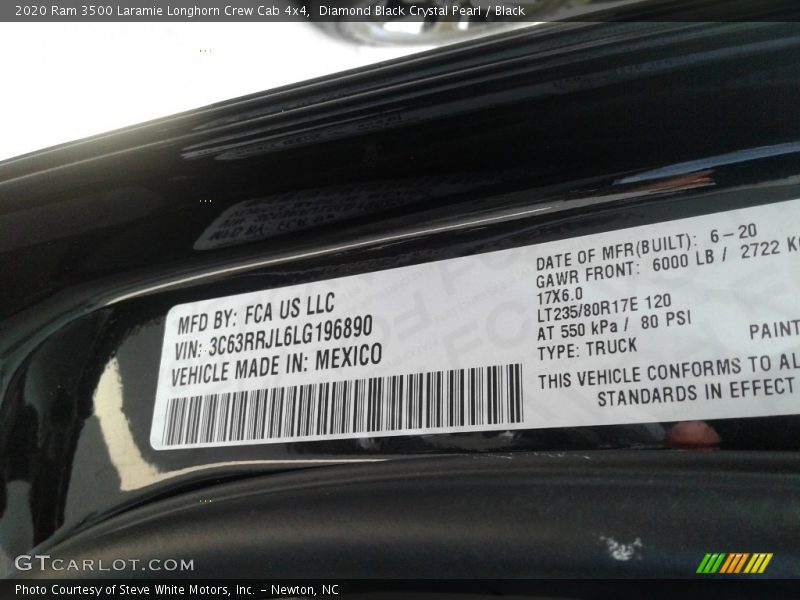 2020 Ram 3500 Laramie Longhorn Crew Cab 4x4, Diamond Black Crystal Pearl / Black
MFD BY: FCA US LLC
VIN: 3C63RRJL6LG196890
VEHICLE MADE IN: MEXICO
DATE OF MFR(BUILT): 6-20
GAWR FRONT: 6000 LB / 2722
17X6.0
LT235/80R17E 120
AT 550 kPa / 80 PSI
TYPE: TRUCK
PAINT
THIS VEHICLE CONFORMS TO
STANDARDS IN EFFECT
GTCARLOT.COM
Photo Courtesy of Steve White Motors, Inc. – Newton, NC